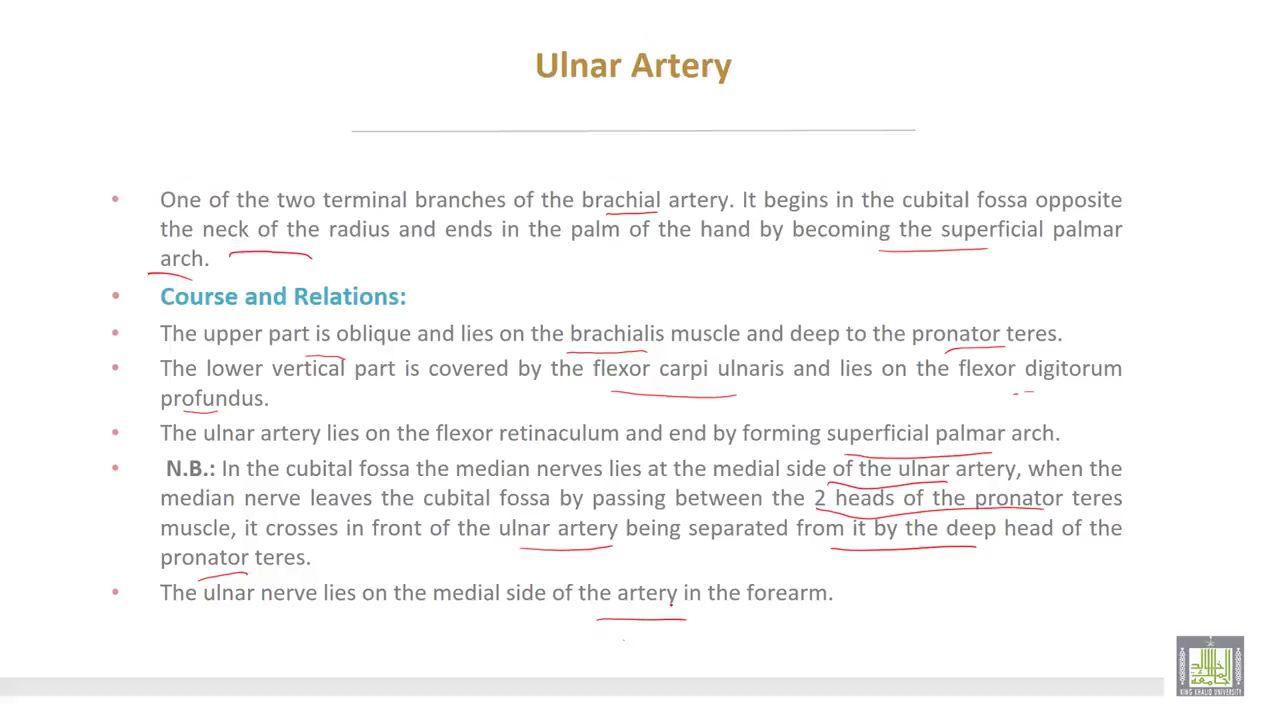 Ulnar Artery
• One of the two terminal branches of the brachial artery. It begins in the cubital fossa opposite
the neck of the radius and ends in the palm of the hand by becoming the superficial palmar
arch.
• Course and Relations:
• The upper part is oblique and lies on the brachialis muscle and deep to the pronator teres.
• The lower vertical part is covered by the flexor carpi ulnaris and lies on the flexor digitorum
profundus.
• The ulnar artery lies on the flexor retinaculum and end by forming superficial palmar arch.
• N.B.: In the cubital fossa the median nerves lies at the medial side of the ulnar artery, when the
median nerve leaves the cubital fossa by passing between the 2 heads of the pronator teres
muscle, it crosses in front of the ulnar artery being separated from it by the deep head of the
pronator teres.
• The ulnar nerve lies on the medial side of the artery in the forearm.
KING KHALID UNIVERSITY